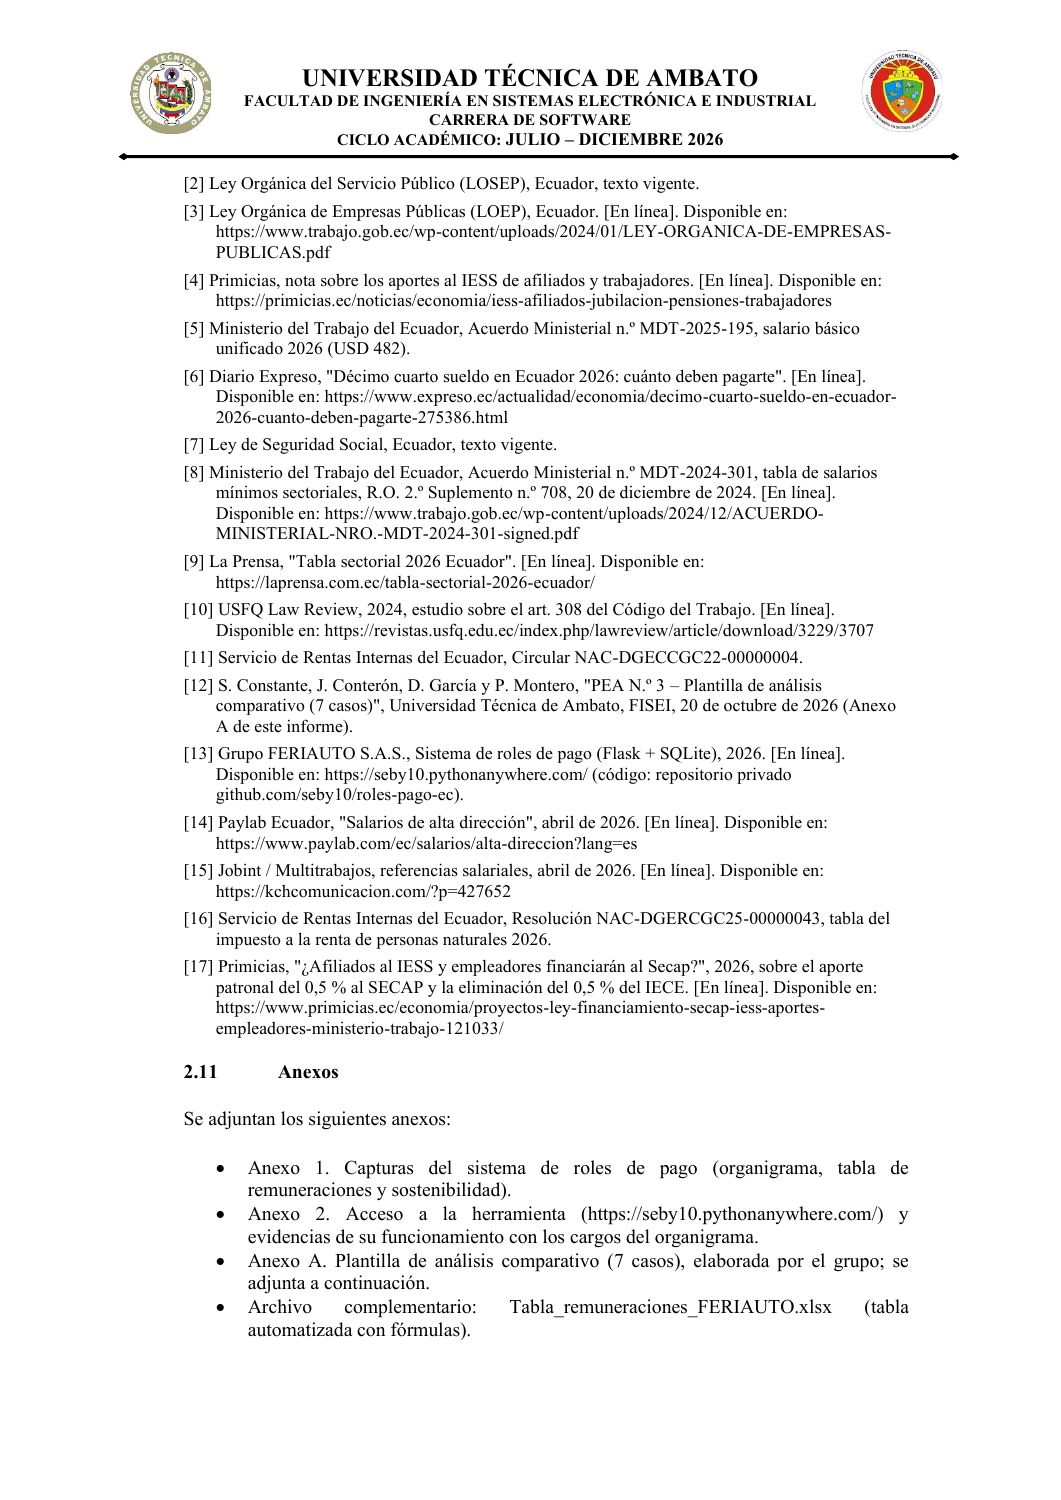 UNIVERSIDAD TÉCNICA DE AMBATO
FACULTAD DE INGENIERÍA EN SISTEMAS ELECTRÓNICA E INDUSTRIAL
CARRERA DE SOFTWARE
CICLO ACADÉMICO: JULIO – DICIEMBRE 2026
[2] Ley Orgánica del Servicio Público (LOSEP), Ecuador, texto vigente.
[3] Ley Orgánica de Empresas Públicas (LOEP), Ecuador. [En línea]. Disponible en:
https://www.trabajo.gob.ec/wp-content/uploads/2024/01/LEY-ORGANICA-DE-EMPRESAS-
PUBLICAS.pdf
[4] Primicias, nota sobre los aportes al IESS de afiliados y trabajadores. [En línea]. Disponible en:
https://primicias.ec/noticias/economia/iess-afiliados-jubilacion-pensiones-trabajadores
[5] Ministerio del Trabajo del Ecuador, Acuerdo Ministerial n.º MDT-2025-195, salario básico
unificado 2026 (USD 482).
[6] Diario Expreso, "Décimo cuarto sueldo en Ecuador 2026: cuánto deben pagarte". [En línea].
Disponible en: https://www.expreso.ec/actualidad/economia/decimo-cuarto-sueldo-en-ecuador-
2026-cuanto-deben-pagarte-275386.html
[7] Ley de Seguridad Social, Ecuador, texto vigente.
[8] Ministerio del Trabajo del Ecuador, Acuerdo Ministerial n.º MDT-2024-301, tabla de salarios
mínimos sectoriales, R.O. 2.º Suplemento n.º 708, 20 de diciembre de 2024. [En línea].
Disponible en: https://www.trabajo.gob.ec/wp-content/uploads/2024/12/ACUERDO-
MINISTERIAL-NRO.-MDT-2024-301-signed.pdf
[9] La Prensa, "Tabla sectorial 2026 Ecuador". [En línea]. Disponible en:
https://laprensa.com.ec/tabla-sectorial-2026-ecuador/
[10] USFQ Law Review, 2024, estudio sobre el art. 308 del Código del Trabajo. [En línea].
Disponible en: https://revistas.usfq.edu.ec/index.php/lawreview/article/download/3229/3707
[11] Servicio de Rentas Internas del Ecuador, Circular NAC-DGECCGC22-00000004.
[12] S. Constante, J. Conterón, D. García y P. Montero, "PEA N.º 3 – Plantilla de análisis
comparativo (7 casos)", Universidad Técnica de Ambato, FISEI, 20 de octubre de 2026 (Anexo
A de este informe).
[13] Grupo FERIAUTO S.A.S., Sistema de roles de pago (Flask + SQLite), 2026. [En línea].
Disponible en: https://seby10.pythonanywhere.com/ (código: repositorio privado
github.com/seby10/roles-pago-ec).
[14] Paylab Ecuador, "Salarios de alta dirección", abril de 2026. [En línea]. Disponible en:
https://www.paylab.com/ec/salarios/alta-direccion?lang=es
[15] Jobint / Multitrabajos, referencias salariales, abril de 2026. [En línea]. Disponible en:
https://kchcomunicacion.com/?p=427652
[16] Servicio de Rentas Internas del Ecuador, Resolución NAC-DGERCGC25-00000043, tabla del
impuesto a la renta de personas naturales 2026.
[17] Primicias, "¿Afiliados al IESS y empleadores financiarán al Secap?", 2026, sobre el aporte
patronal del 0,5 % al SECAP y la eliminación del 0,5 % del IECE. [En línea]. Disponible en:
https://www.primicias.ec/economia/proyectos-ley-financiamiento-secap-iess-aportes-
empleadores-ministerio-trabajo-121033/
2.11 Anexos
Se adjuntan los siguientes anexos:
• Anexo 1. Capturas del sistema de roles de pago (organigrama, tabla de
remuneraciones y sostenibilidad).
• Anexo 2. Acceso a la herramienta (https://seby10.pythonanywhere.com/) y
evidencias de su funcionamiento con los cargos del organigrama.
• Anexo A. Plantilla de análisis comparativo (7 casos), elaborada por el grupo; se
adjunta a continuación.
• Archivo complementario: Tabla_remuneraciones_FERIAUTO.xlsx (tabla
automatizada con fórmulas).